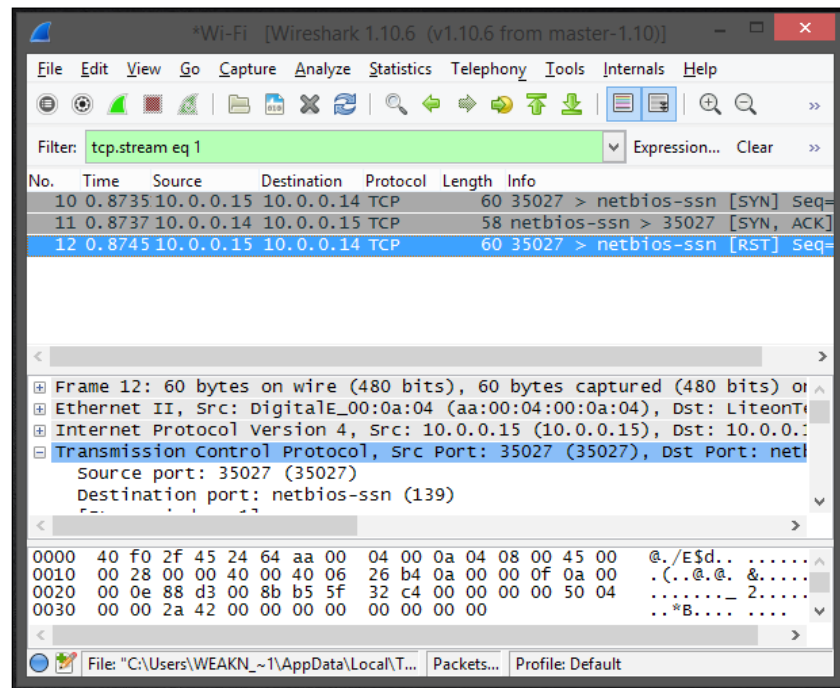 *Wi-Fi [Wireshark 1.10.6 (v1.10.6 from master-1.10)]
File Edit View Go Capture Analyze Statistics Telephony Tools Internals Help
Filter: tcp.stream eq 1 Expression... Clear »
No. Time Source Destination Protocol Length Info
10 0.8735 10.0.0.15 10.0.0.14 TCP 60 35027 > netbios-ssn [SYN] Seq=
11 0.8737 10.0.0.14 10.0.0.15 TCP 58 netbios-ssn > 35027 [SYN, ACK]
12 0.8745 10.0.0.15 10.0.0.14 TCP 60 35027 > netbios-ssn [RST] Seq=
Frame 12: 60 bytes on wire (480 bits), 60 bytes captured (480 bits) on
Ethernet II, Src: DigitalE_00:0a:04 (aa:00:04:00:0a:04), Dst: LiteonTe
Internet Protocol Version 4, Src: 10.0.0.15 (10.0.0.15), Dst: 10.0.0.1
Transmission Control Protocol, Src Port: 35027 (35027), Dst Port: netb
Source port: 35027 (35027)
Destination port: netbios-ssn (139)
0000 40 f0 2f 45 24 64 aa 00 04 00 0a 04 08 00 45 00 @./E$d.. ......
0010 00 28 00 00 40 00 40 06 26 b4 0a 00 00 0f 0a 00 .(..@.@. &.....
0020 00 0e 88 d3 00 8b b5 5f 32 c4 00 00 00 00 50 04 ......._ 2.....
0030 00 00 2a 42 00 00 00 00 00 00 00 00 ..*B.... ....
File: "C:\Users\WEAKN_~1\AppData\Local\T... Packets... Profile: Default